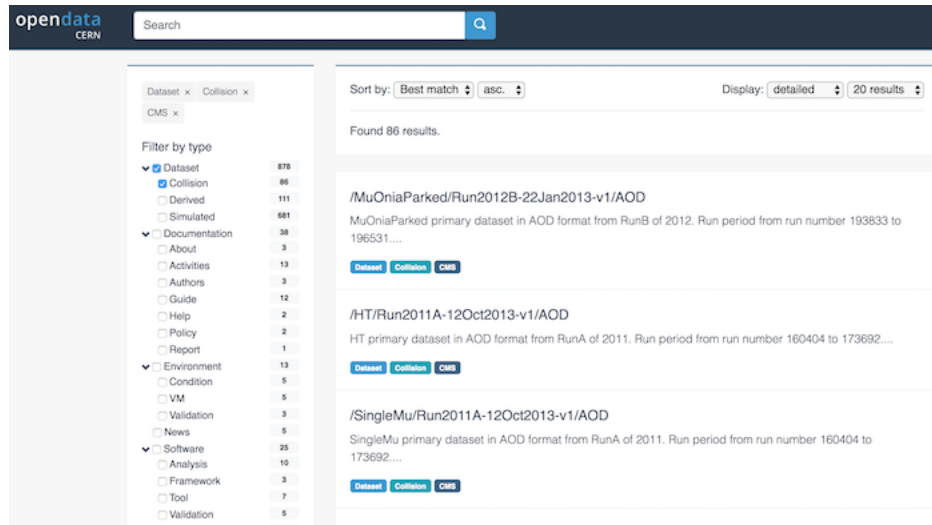 opendata
CERN
Search
Dataset × Collision ×
CMS ×
Filter by type
Dataset 878
Collision 86
Derived 111
Simulated 681
Documentation 38
About 3
Activities 13
Authors 3
Guide 12
Help 2
Policy 2
Report 1
Environment 13
Condition 5
VM 5
Validation 3
News 5
Software 25
Analysis 10
Framework 3
Tool 7
Validation 5
Sort by: Best match asc. Display: detailed 20 results
Found 86 results.
/MuOniaParked/Run2012B-22Jan2013-v1/AOD
MuOniaParked primary dataset in AOD format from RunB of 2012. Run period from run number 193833 to
196531....
Dataset Collision CMS
/HT/Run2011A-12Oct2013-v1/AOD
HT primary dataset in AOD format from RunA of 2011. Run period from run number 160404 to 173692....
Dataset Collision CMS
/SingleMu/Run2011A-12Oct2013-v1/AOD
SingleMu primary dataset in AOD format from RunA of 2011. Run period from run number 160404 to
173692....
Dataset Collision CMS